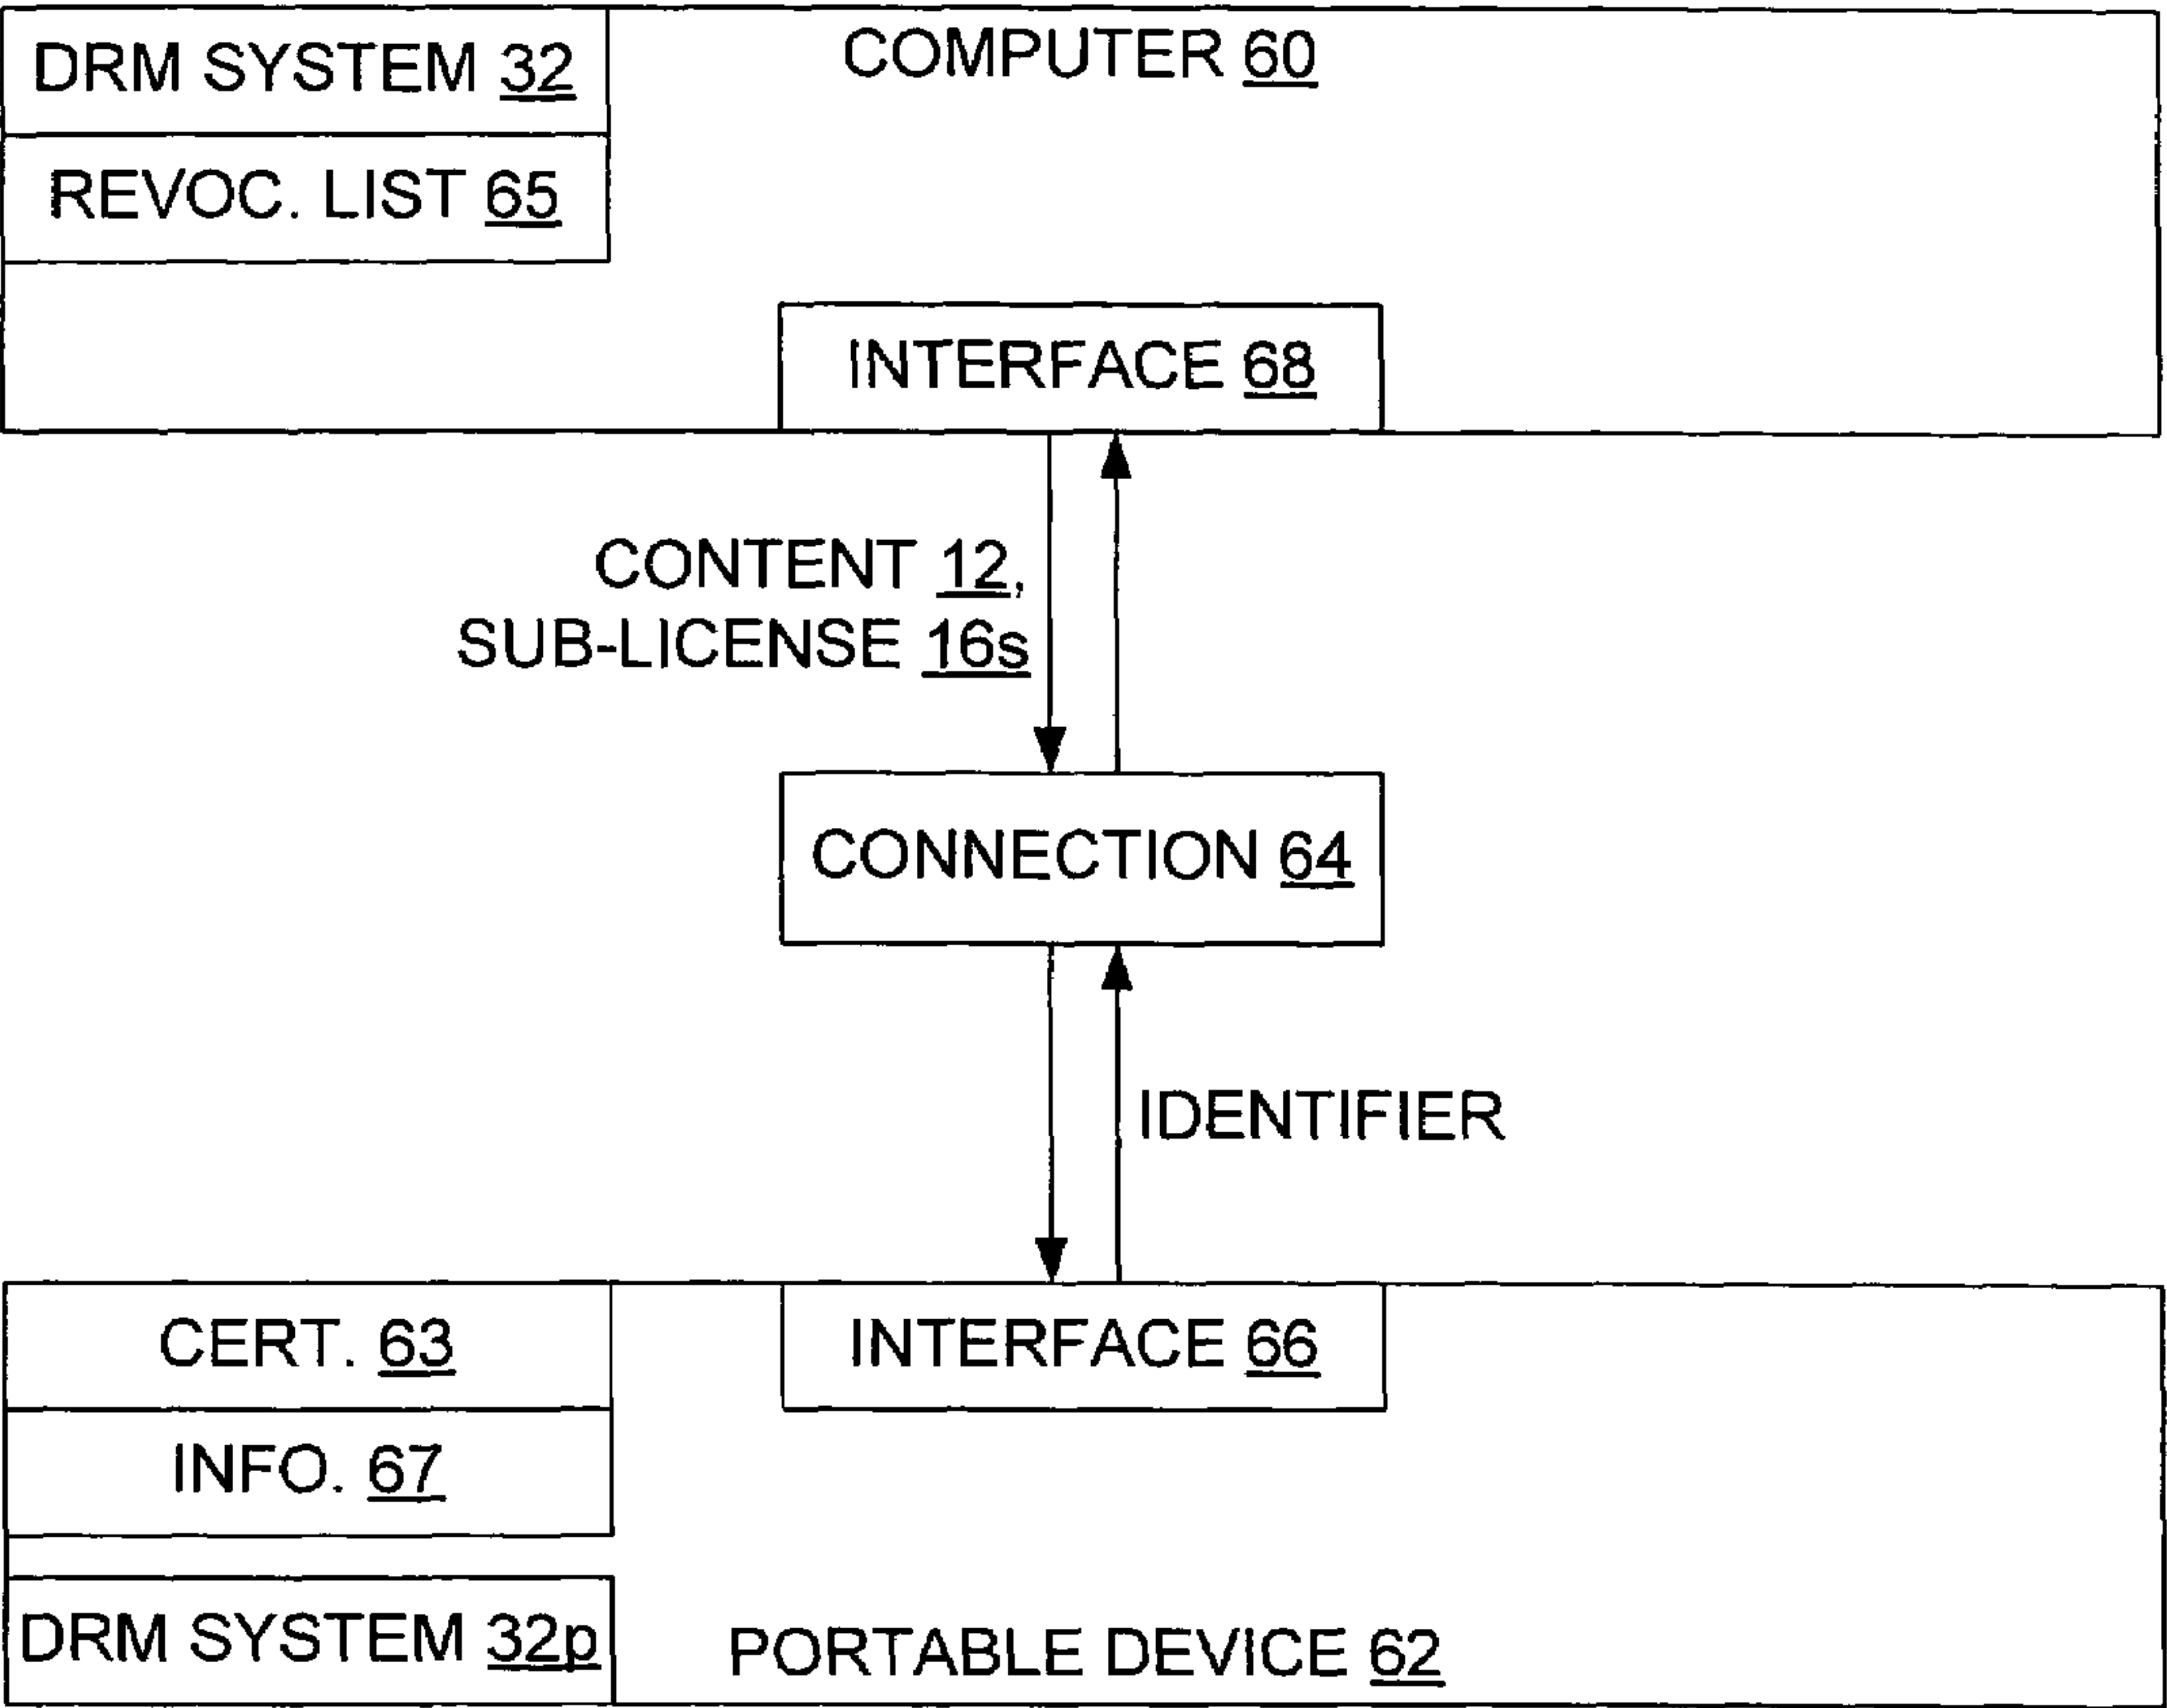 DRM SYSTEM 32
COMPUTER 60
REVOC. LIST 65
INTERFACE 68
CONTENT 12,
SUB-LICENSE 16s
CONNECTION 64
IDENTIFIER
CERT. 63
INTERFACE 66
INFO. 67
DRM SYSTEM 32p
PORTABLE DEVICE 62